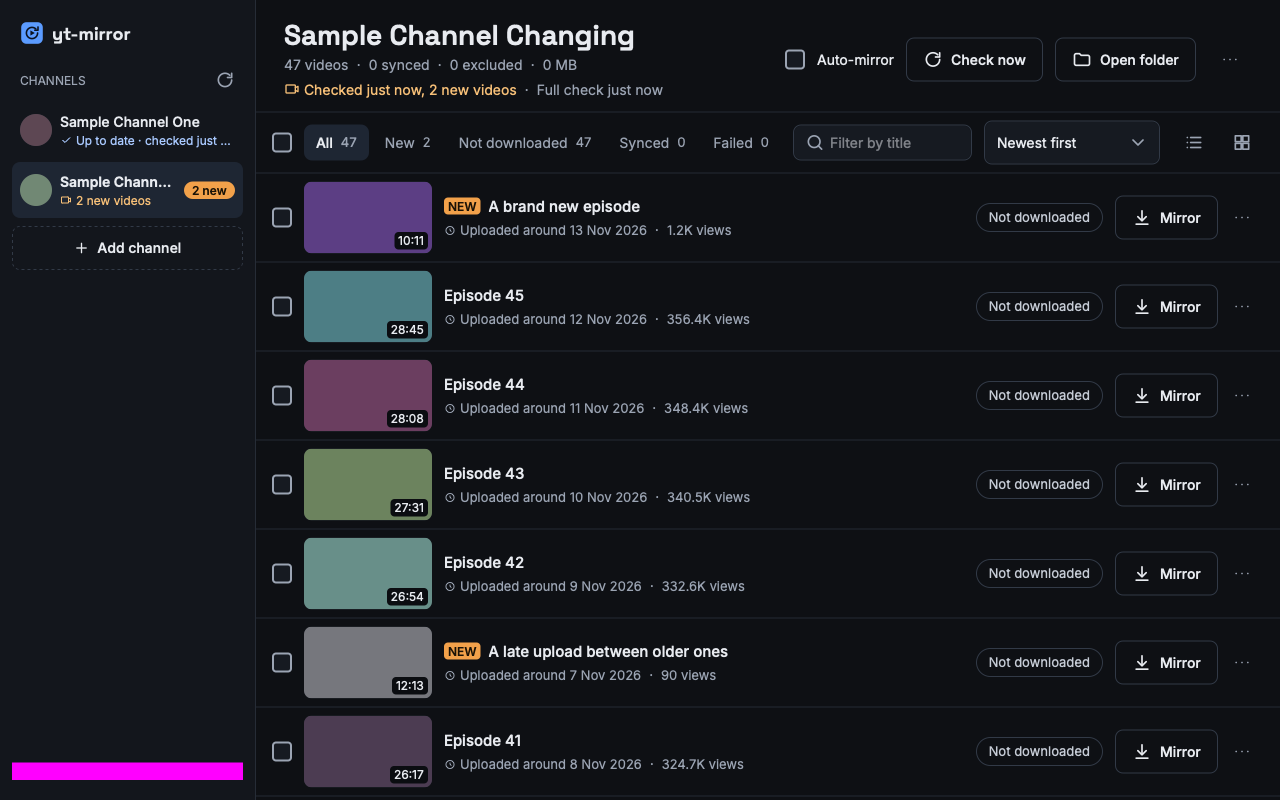 yt-mirror
CHANNELS
Sample Channel One
Up to date · checked just ...
Sample Chann...
2 new videos
2 new
Add channel
Sample Channel Changing
47 videos · 0 synced · 0 excluded · 0 MB
Checked just now, 2 new videos · Full check just now
Auto-mirror
Check now
Open folder
All 47
New 2
Not downloaded 47
Synced 0
Failed 0
Filter by title
Newest first
10:11
NEW A brand new episode
Uploaded around 13 Nov 2026 · 1.2K views
Not downloaded
Mirror
28:45
Episode 45
Uploaded around 12 Nov 2026 · 356.4K views
Not downloaded
Mirror
28:08
Episode 44
Uploaded around 11 Nov 2026 · 348.4K views
Not downloaded
Mirror
27:31
Episode 43
Uploaded around 10 Nov 2026 · 340.5K views
Not downloaded
Mirror
26:54
Episode 42
Uploaded around 9 Nov 2026 · 332.6K views
Not downloaded
Mirror
12:13
NEW A late upload between older ones
Uploaded around 7 Nov 2026 · 90 views
Not downloaded
Mirror
26:17
Episode 41
Uploaded around 8 Nov 2026 · 324.7K views
Not downloaded
Mirror